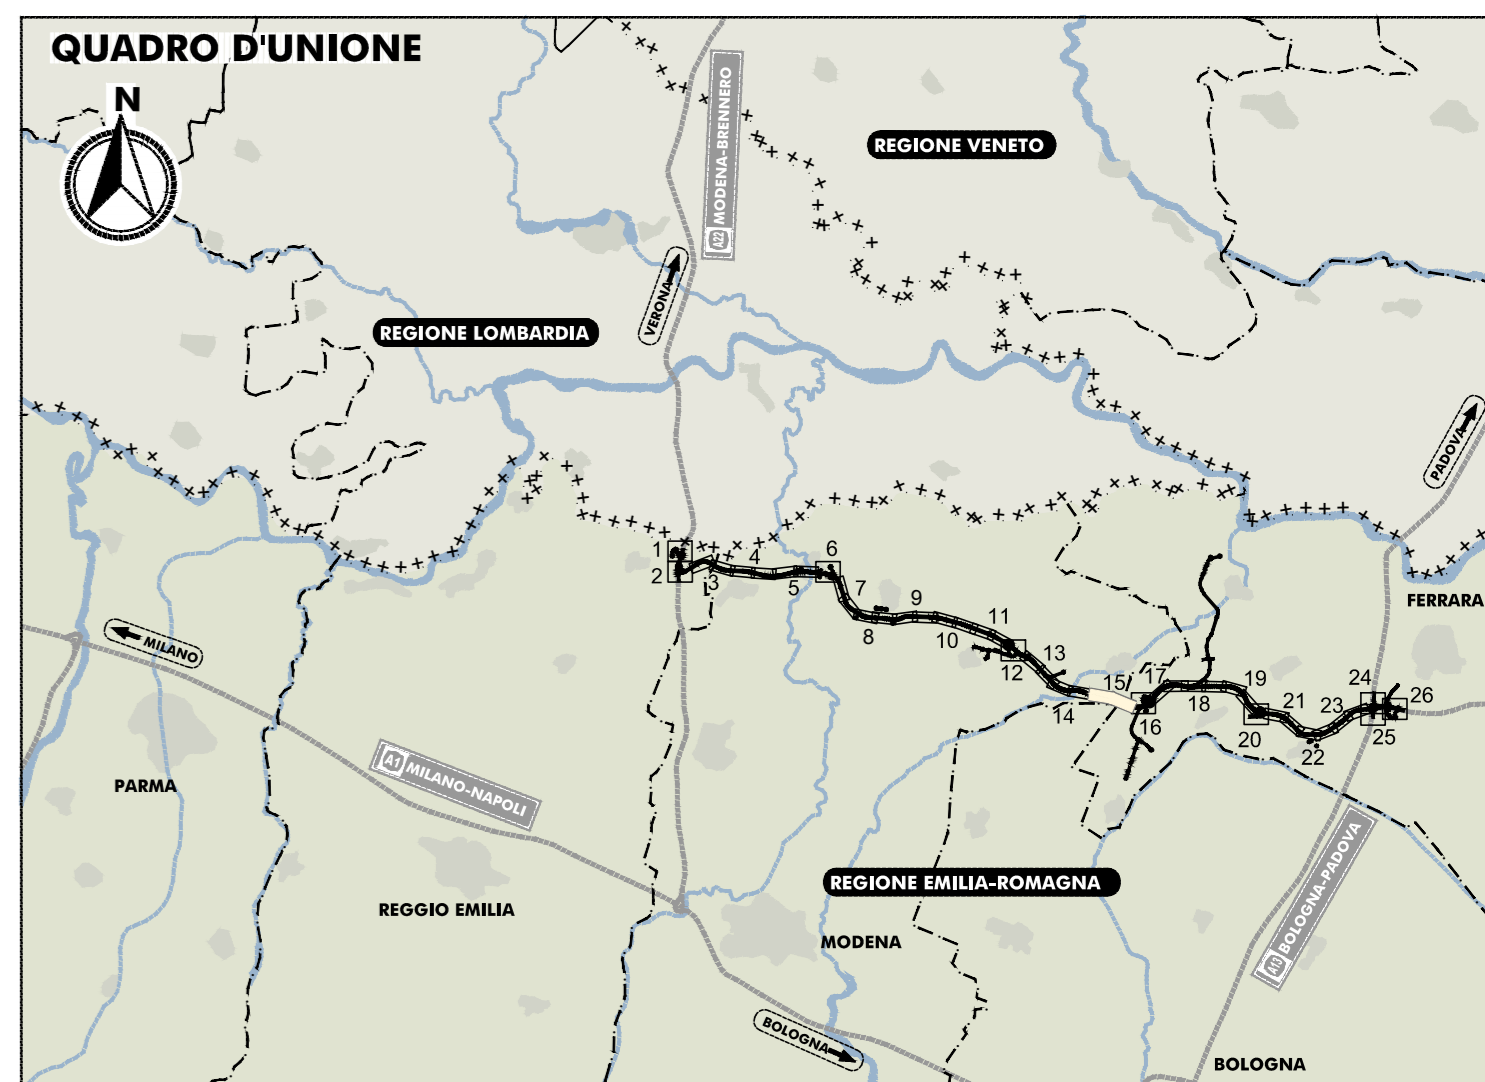 QUADRO D'UNIONE
N
A22 MODENA-BRENNERO
REGIONE VENETO
VERONA
REGIONE LOMBARDIA
PADOVA
1
2
3
4
5
6
7
8
9
10
11
12
13
14
15
16
17
18
19
20
21
22
23
24
25
26
FERRARA
MILANO
PARMA
A1 MILANO-NAPOLI
REGGIO EMILIA
REGIONE EMILIA-ROMAGNA
MODENA
A13 BOLOGNA-PADOVA
BOLOGNA
BOLOGNA